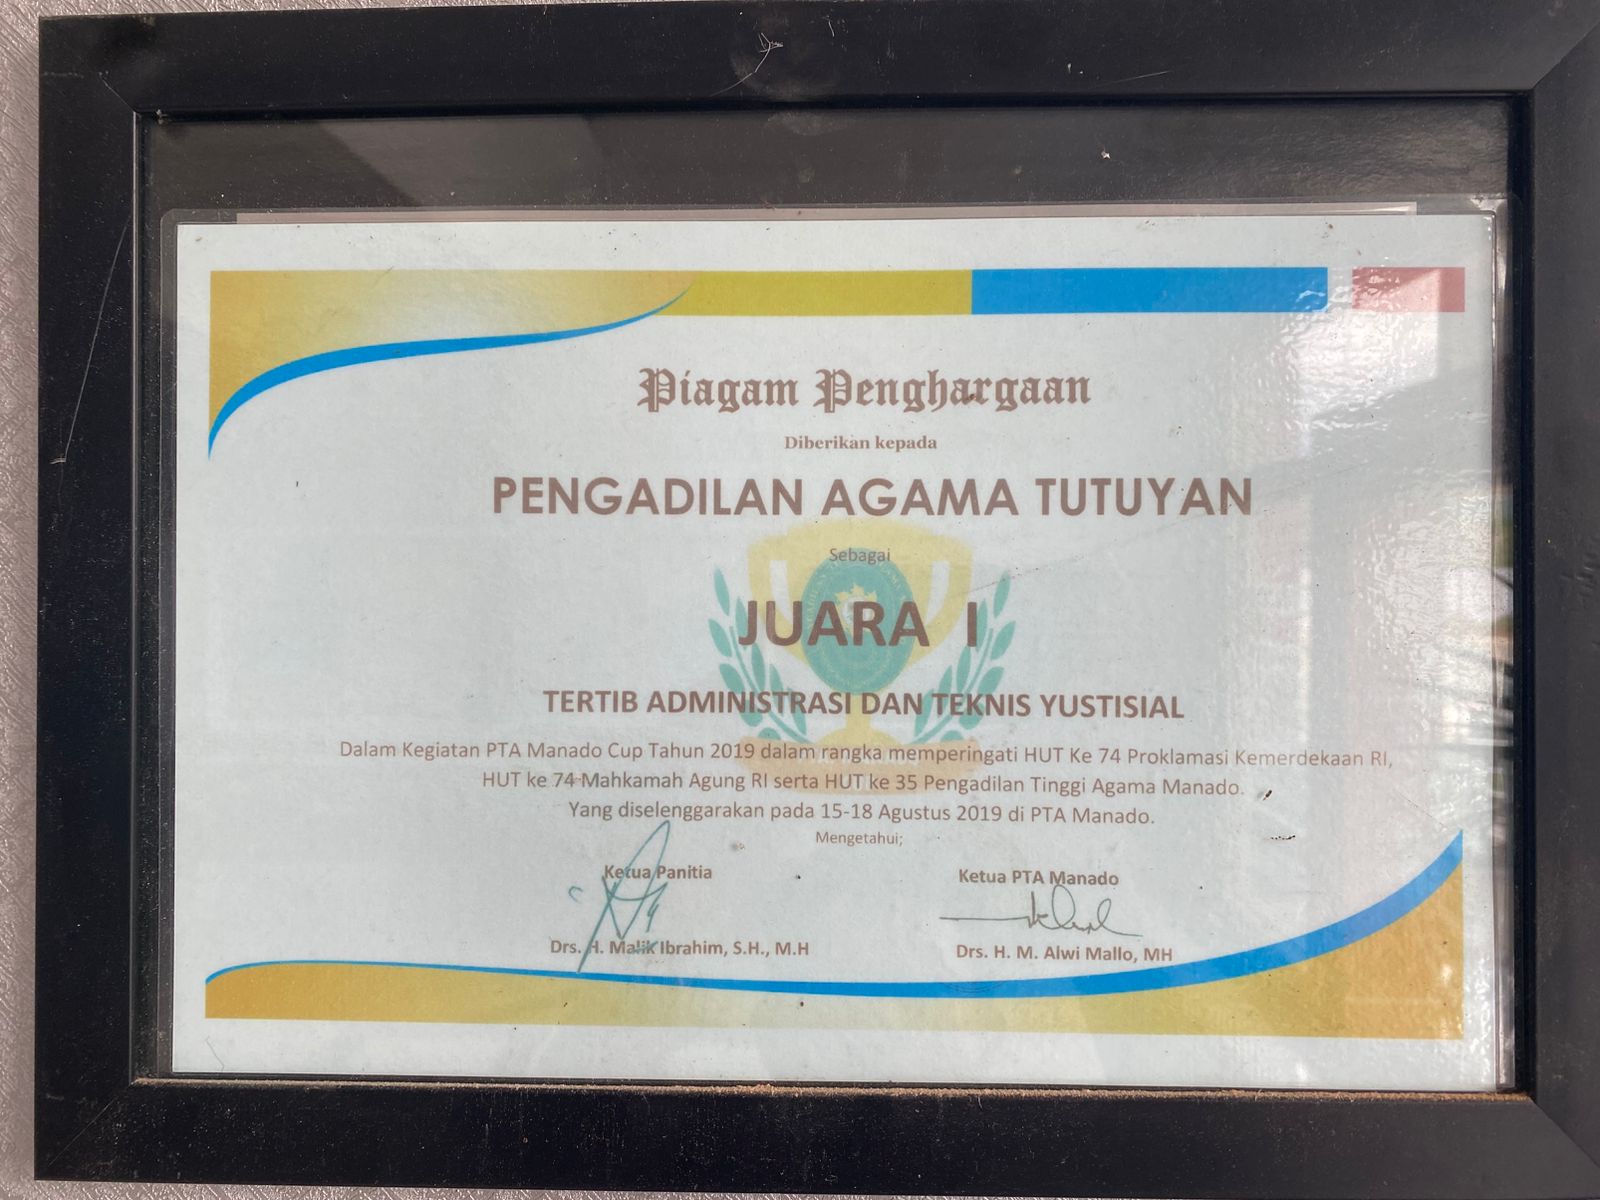 Piagam Penghargaan
Diberikan kepada
PENGADILAN AGAMA TUTUYAN
Sebagai
JUARA I
TERTIB ADMINISTRASI DAN TEKNIS YUSTISIAL
Dalam Kegiatan PTA Manado Cup Tahun 2019 dalam rangka memperingati HUT Ke 74 Proklamasi Kemerdekaan RI,
HUT ke 74 Mahkamah Agung RI serta HUT ke 35 Pengadilan Tinggi Agama Manado.
Yang diselenggarakan pada 15-18 Agustus 2019 di PTA Manado.
Mengetahui;
Ketua Panitia
Ketua PTA Manado
Drs. H. Malik Ibrahim, S.H., M.H
Drs. H. M. Alwi Mallo, MH